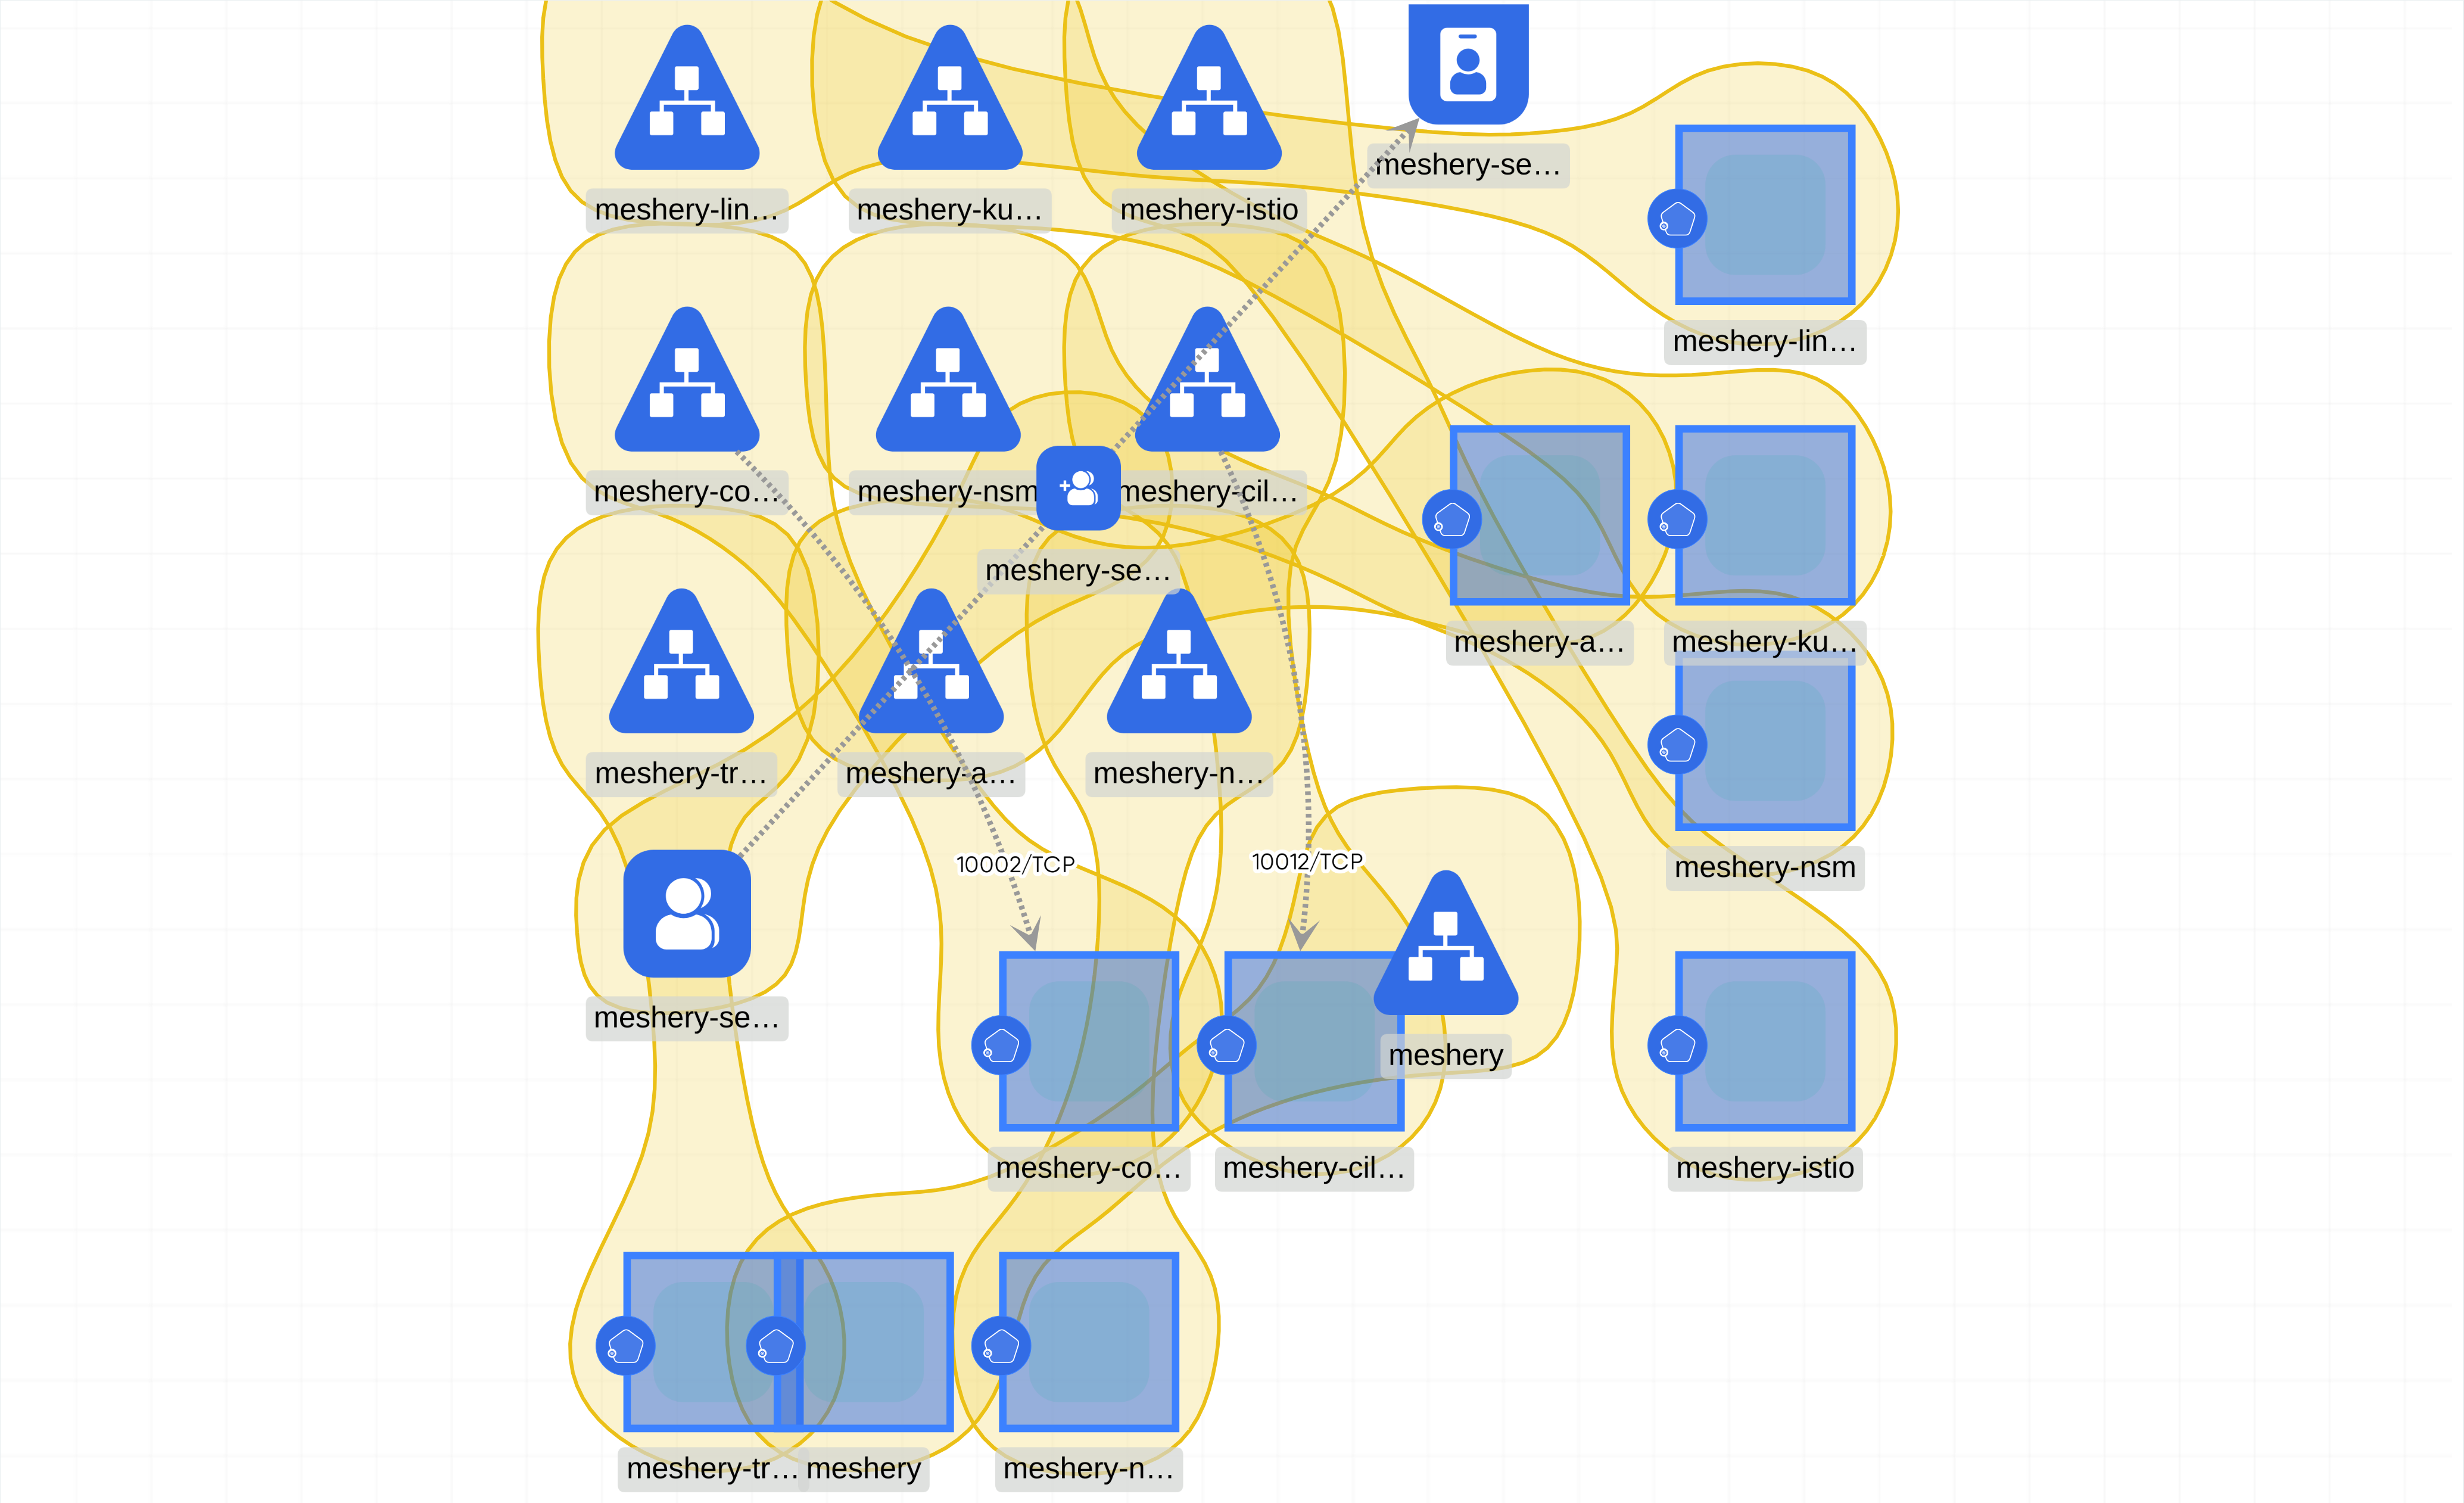 meshery-se…
meshery-lin…
meshery-ku…
meshery-istio
meshery-lin…
meshery-co…
meshery-nsm
meshery-cil…
meshery-se…
meshery-a…
meshery-ku…
meshery-tr…
meshery-a…
meshery-n…
10002/TCP
10012/TCP
meshery-nsm
meshery-se…
meshery
meshery-co…
meshery-cil…
meshery-istio
meshery-tr…
meshery
meshery-n…